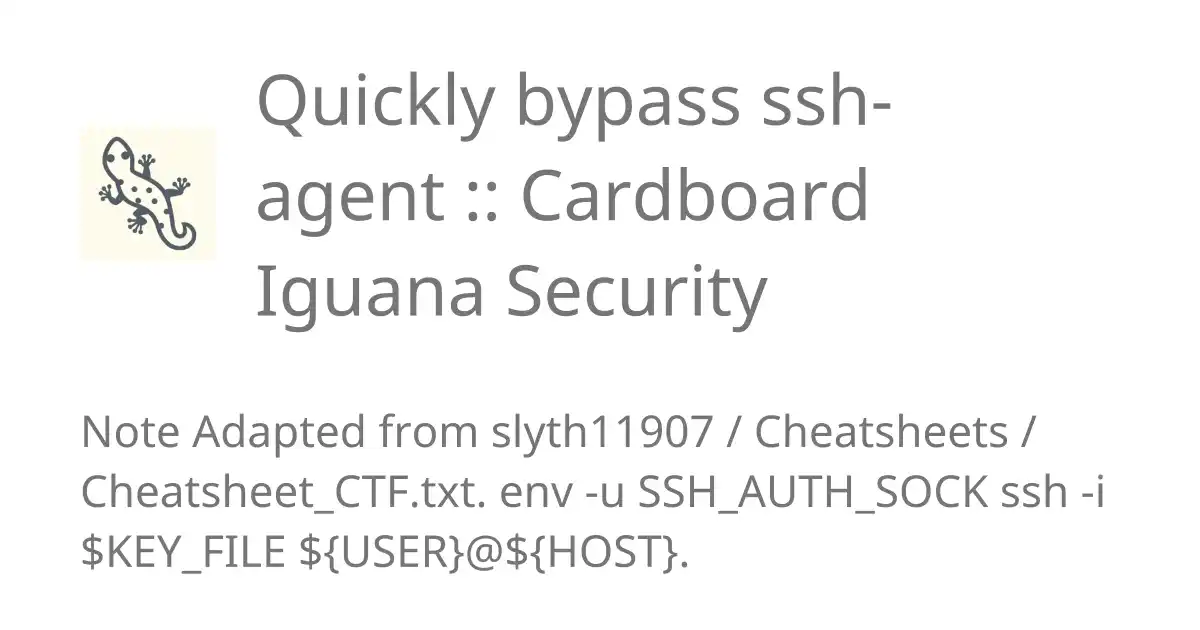 Quickly bypass ssh-
agent :: Cardboard
Iguana Security
Note Adapted from slyth11907 / Cheatsheets /
Cheatsheet_CTF.txt. env -u SSH_AUTH_SOCK ssh -i
$KEY_FILE ${USER}@${HOST}.